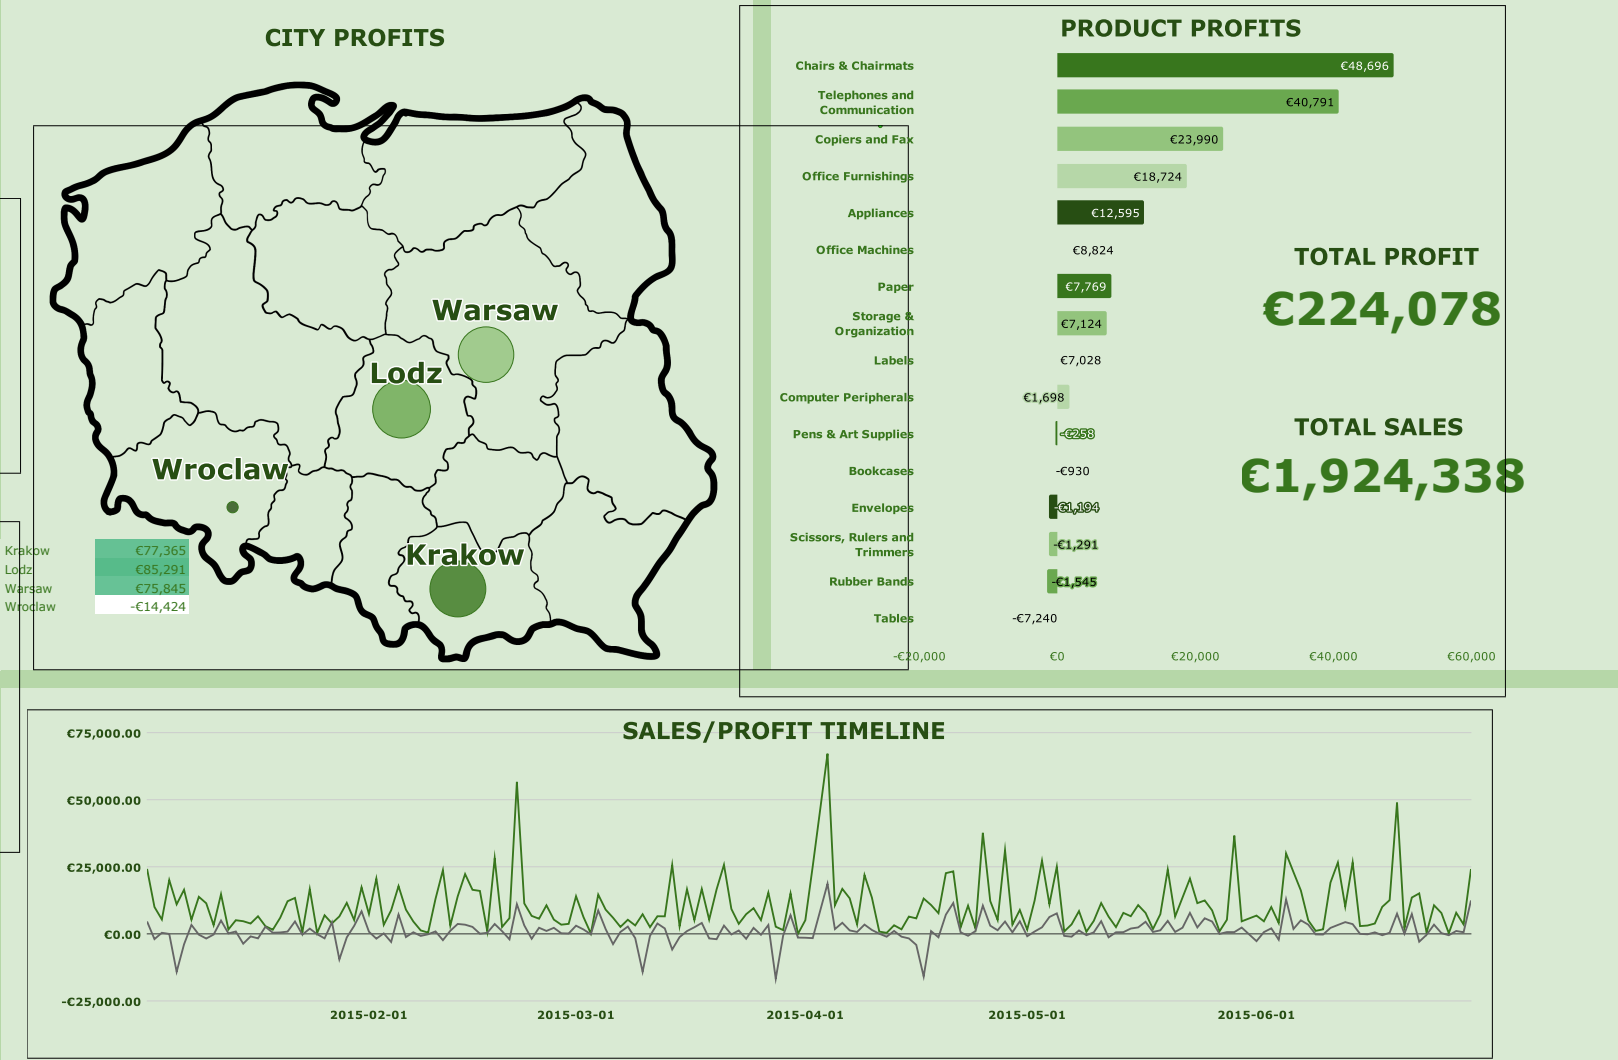 CITY PROFITS
Warsaw
Lodz
Wroclaw
Krakow
Krakow €77,365
Lodz €85,291
Warsaw €75,845
Wroclaw -€14,424
PRODUCT PROFITS
Chairs & Chairmats €48,696
Telephones and
Communication €40,791
Copiers and Fax €23,990
Office Furnishings €18,724
Appliances €12,595
Office Machines €8,824
Paper €7,769
Storage &
Organization €7,124
Labels €7,028
Computer Peripherals €1,698
Pens & Art Supplies -€258
Bookcases -€930
Envelopes -€1,194
Scissors, Rulers and
Trimmers -€1,291
Rubber Bands -€1,545
Tables -€7,240
-€20,000 €0 €20,000 €40,000 €60,000
TOTAL PROFIT
€224,078
TOTAL SALES
€1,924,338
SALES/PROFIT TIMELINE
€75,000.00
€50,000.00
€25,000.00
€0.00
-€25,000.00
2015-02-01 2015-03-01 2015-04-01 2015-05-01 2015-06-01